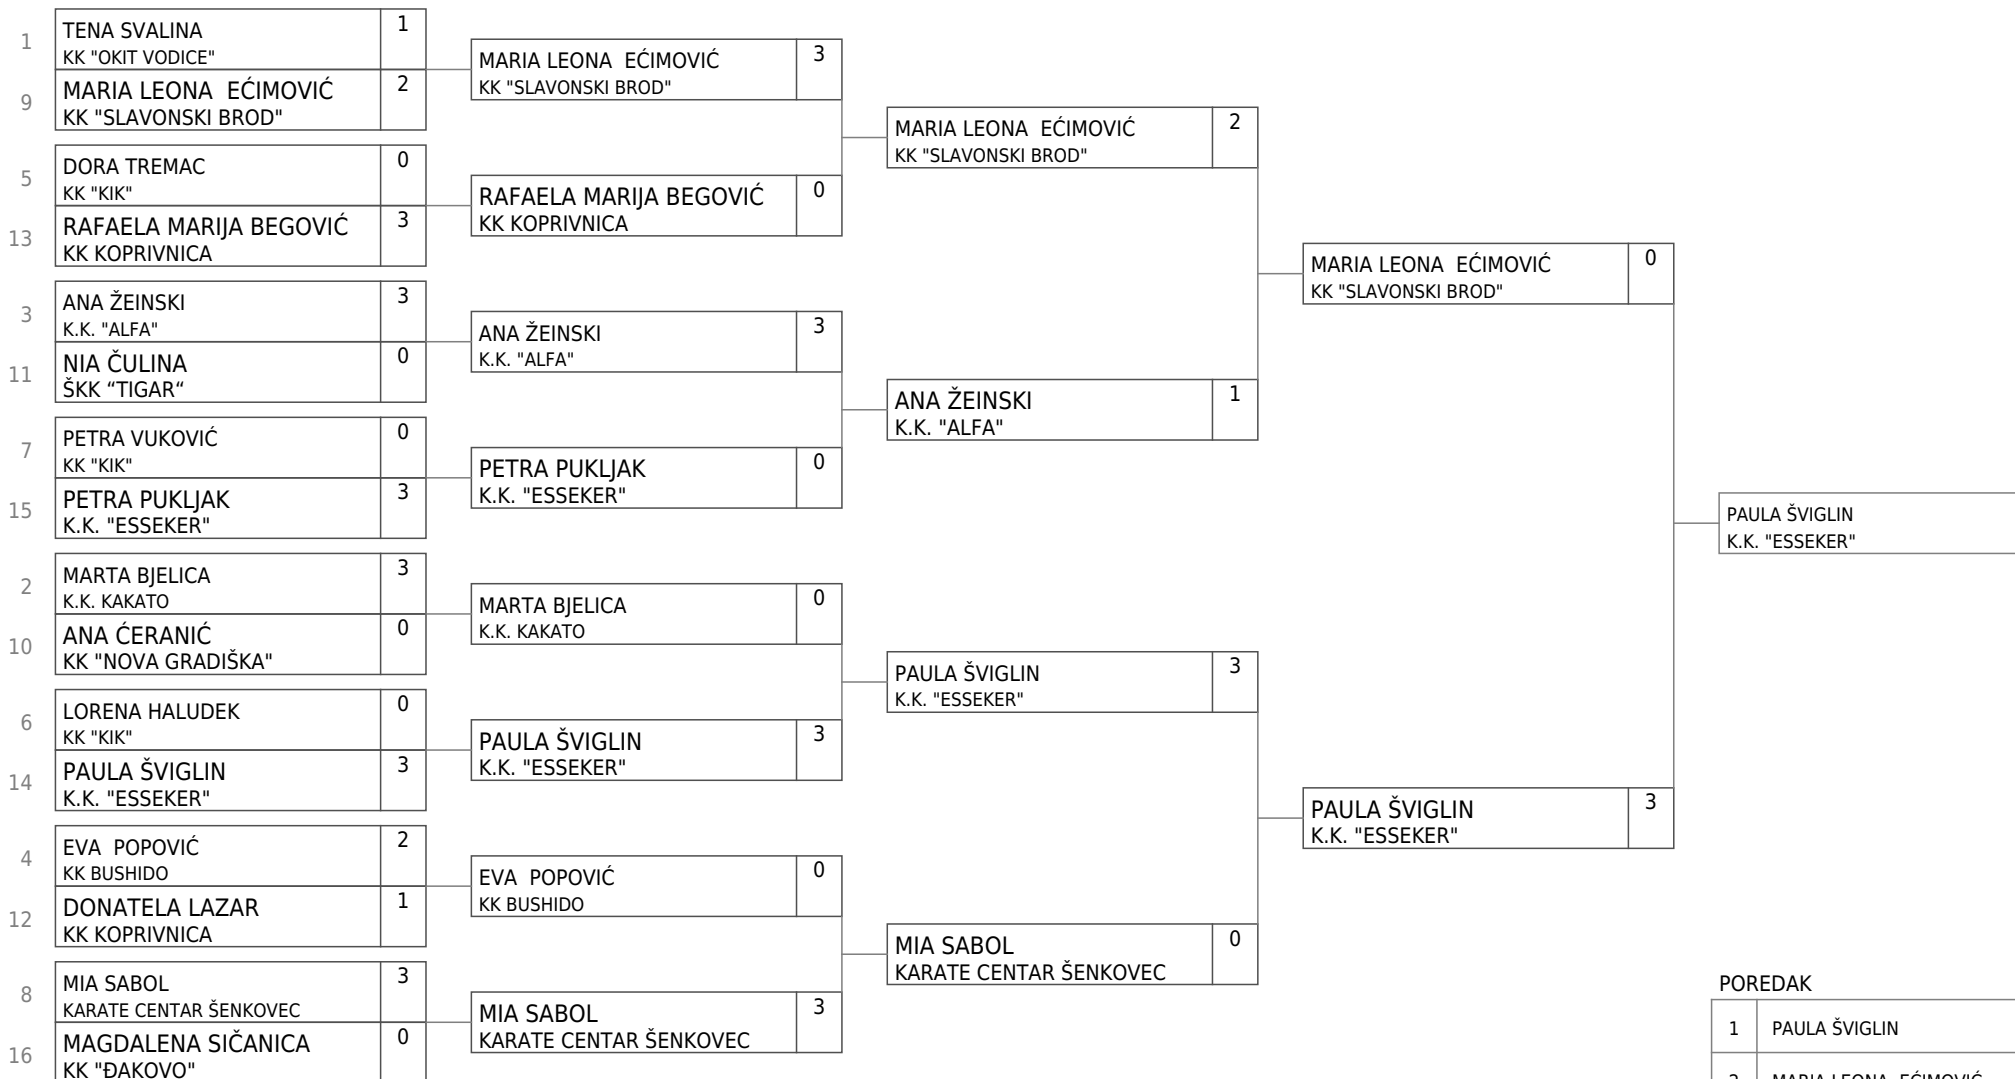 1
TENA SVALINA
KK "OKIT VODICE"
1
9
MARIA LEONA  EĆIMOVIĆ
KK "SLAVONSKI BROD"
2
5
DORA TREMAC
KK "KIK"
0
13
RAFAELA MARIJA BEGOVIĆ
KK KOPRIVNICA
3
3
ANA ŽEINSKI
K.K. "ALFA"
3
11
NIA ČULINA
ŠKK “TIGAR“
0
7
PETRA VUKOVIĆ
KK "KIK"
0
15
PETRA PUKLJAK
K.K. "ESSEKER"
3
2
MARTA BJELICA
K.K. KAKATO
3
10
ANA ĆERANIĆ
KK "NOVA GRADIŠKA"
0
6
LORENA HALUDEK
KK "KIK"
0
14
PAULA ŠVIGLIN
K.K. "ESSEKER"
3
4
EVA  POPOVIĆ
KK BUSHIDO
2
12
DONATELA LAZAR
KK KOPRIVNICA
1
8
MIA SABOL
KARATE CENTAR ŠENKOVEC
3
16
MAGDALENA SIČANICA
KK "ĐAKOVO"
0
MARIA LEONA  EĆIMOVIĆ
KK "SLAVONSKI BROD"
3
RAFAELA MARIJA BEGOVIĆ
KK KOPRIVNICA
0
ANA ŽEINSKI
K.K. "ALFA"
3
PETRA PUKLJAK
K.K. "ESSEKER"
0
MARTA BJELICA
K.K. KAKATO
0
PAULA ŠVIGLIN
K.K. "ESSEKER"
3
EVA  POPOVIĆ
KK BUSHIDO
0
MIA SABOL
KARATE CENTAR ŠENKOVEC
3
MARIA LEONA  EĆIMOVIĆ
KK "SLAVONSKI BROD"
2
ANA ŽEINSKI
K.K. "ALFA"
1
PAULA ŠVIGLIN
K.K. "ESSEKER"
3
MIA SABOL
KARATE CENTAR ŠENKOVEC
0
MARIA LEONA  EĆIMOVIĆ
KK "SLAVONSKI BROD"
0
PAULA ŠVIGLIN
K.K. "ESSEKER"
3
PAULA ŠVIGLIN
K.K. "ESSEKER"
POREDAK
1 PAULA ŠVIGLIN
2 MARIA LEONA  EĆIMOVIĆ